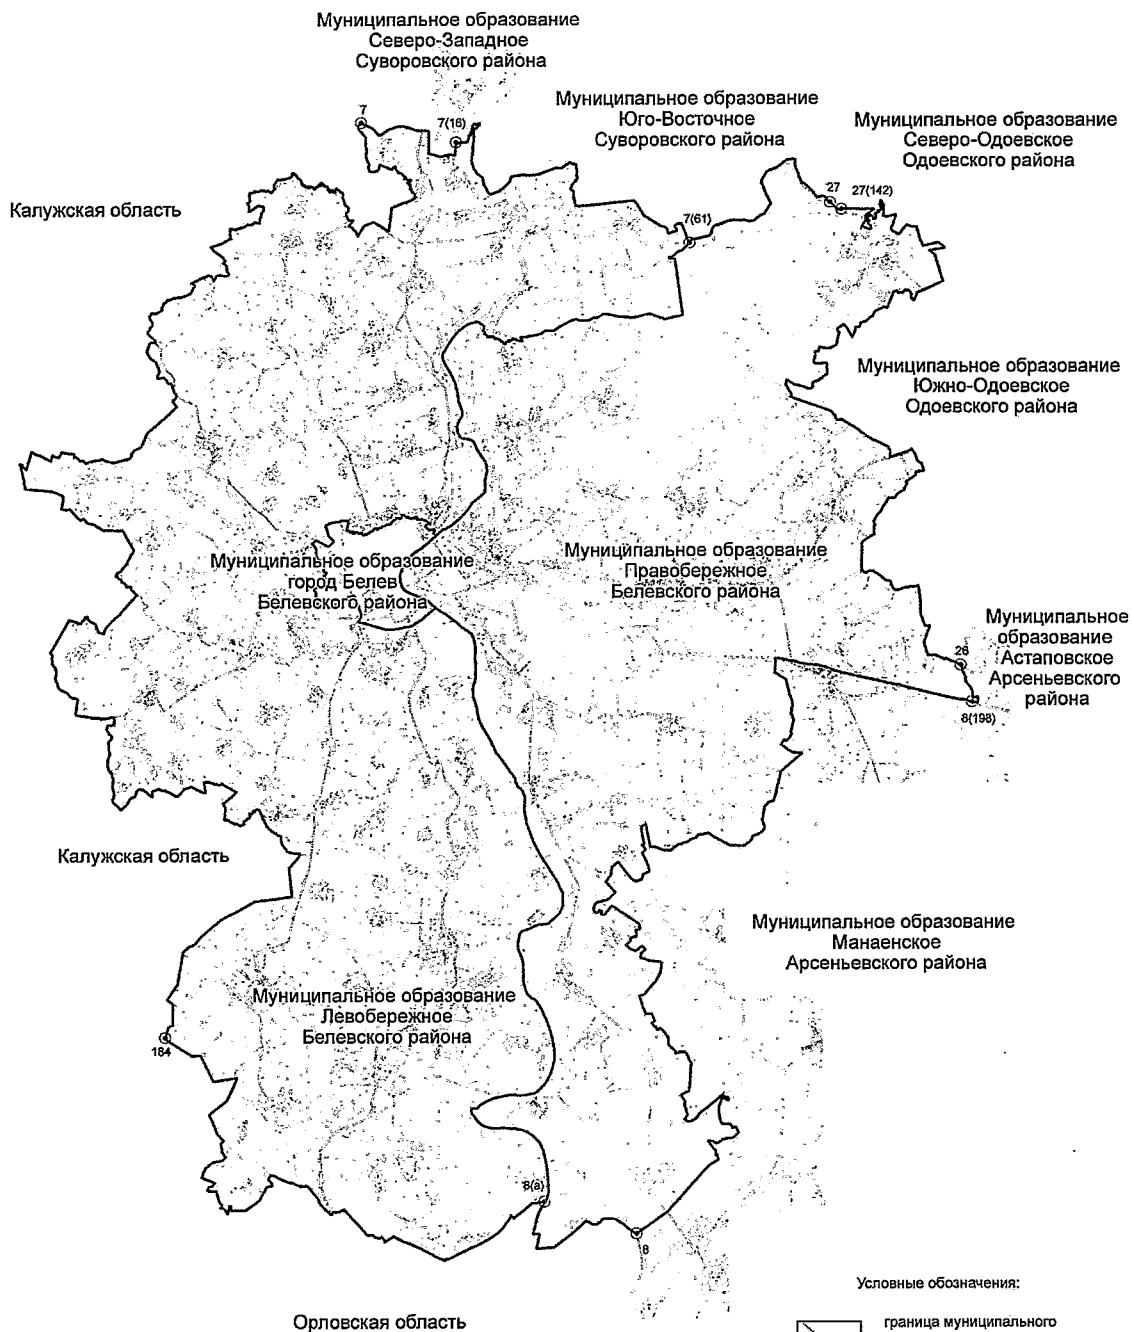 Муниципальное образование
Северо-Западное
Суворовского района
Муниципальное образование
Юго-Восточное
Суворовского района
Муниципальное образование
Северо-Одоевское
Одоевского района
7
7(16)
27
27(142)
Калужская область
7(61)
Муниципальное образование
Южно-Одоевское
Одоевского района
Муниципальное образование
город Белев
Белевского района
Муниципальное образование
Правобережное
Белевского района
Муниципальное
образование
Астаповское
Арсеньевского
района
26
8(198)
Калужская область
Муниципальное образование
Манаенское
Арсеньевского района
Муниципальное образование
Левобережное
Белевского района
184
8(а)
8
Условные обозначения:
Орловская область
граница муниципального